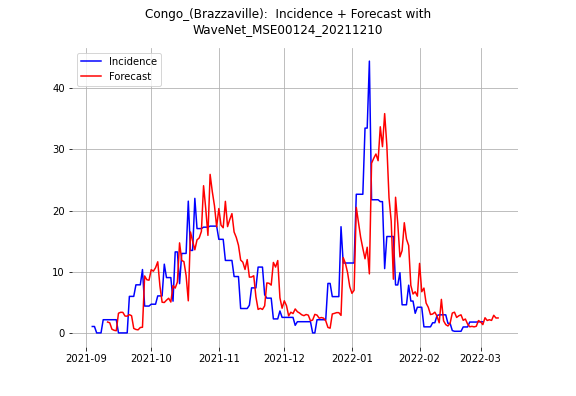 Congo_(Brazzaville):  Incidence + Forecast with
WaveNet_MSE00124_20211210
Incidence
Forecast
40
30
20
10
0
2021-09 2021-10 2021-11 2021-12 2022-01 2022-02 2022-03